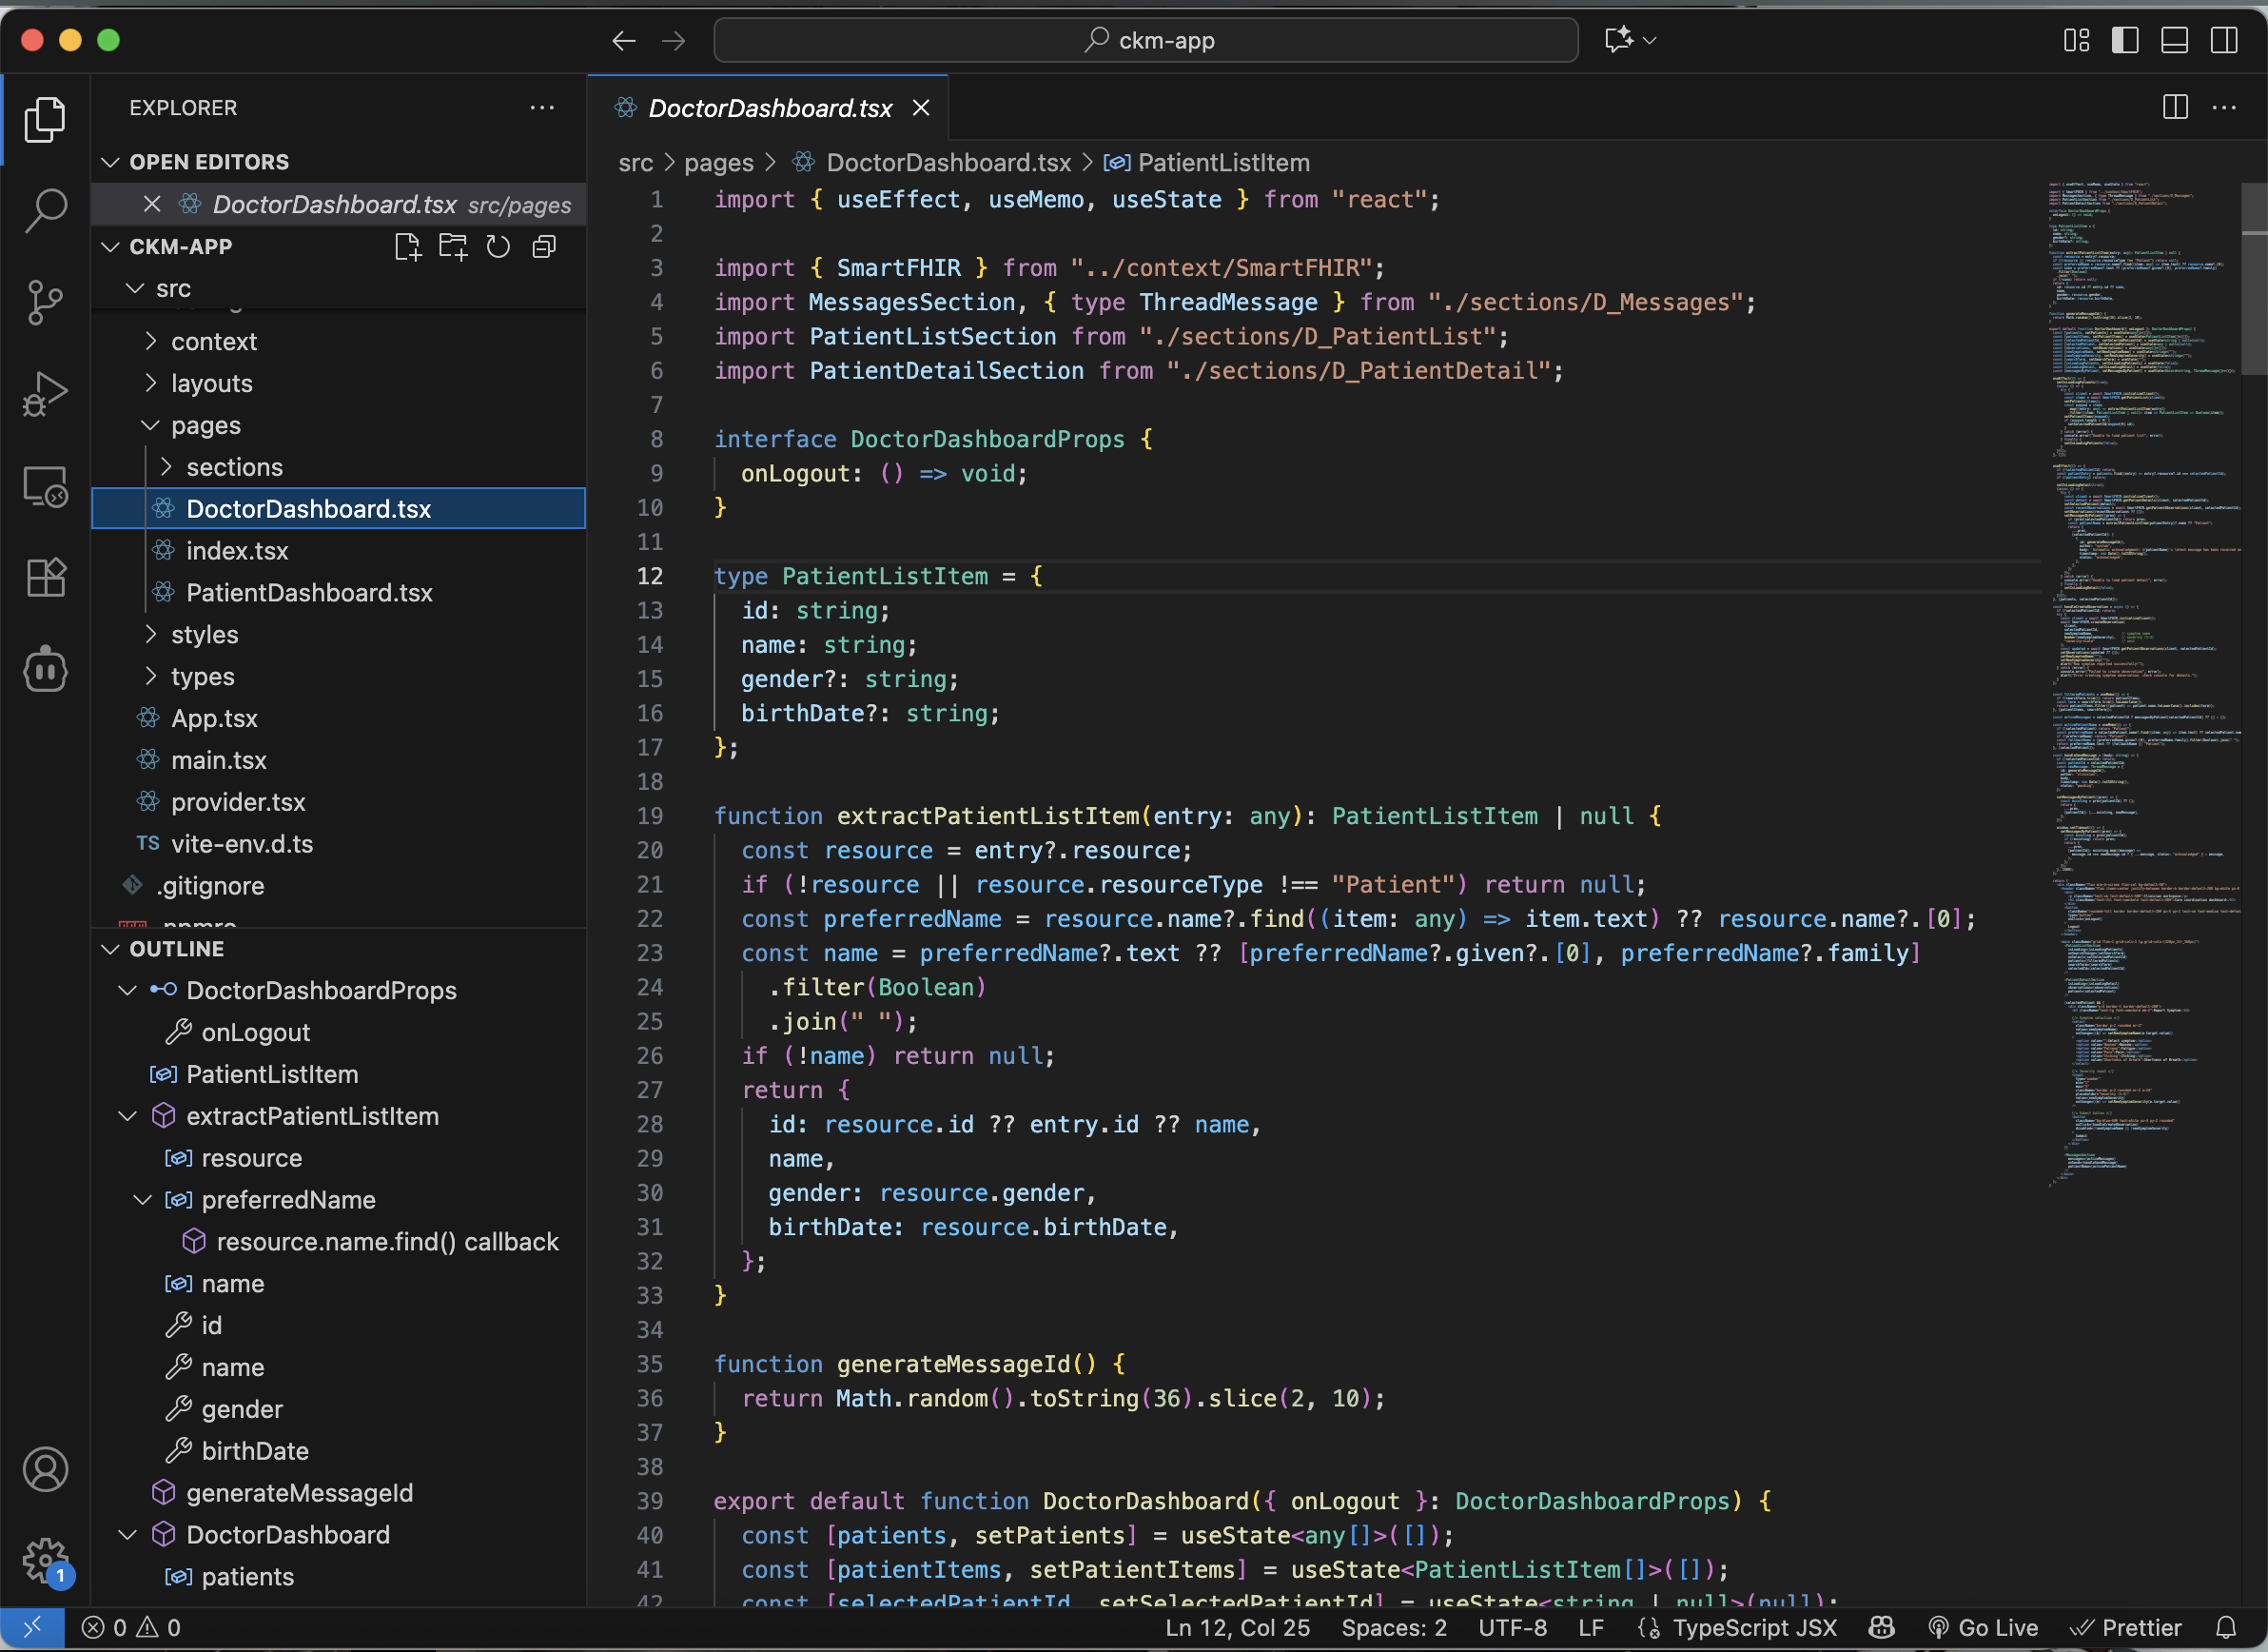 ckm-app
EXPLORER
OPEN EDITORS
DoctorDashboard.tsx src/pages
CKM-APP
src
context
layouts
pages
sections
DoctorDashboard.tsx
index.tsx
PatientDashboard.tsx
styles
types
App.tsx
main.tsx
provider.tsx
TS vite-env.d.ts
.gitignore
OUTLINE
DoctorDashboardProps
onLogout
PatientListItem
extractPatientListItem
resource
preferredName
resource.name.find() callback
name
id
name
gender
birthDate
generateMessageId
DoctorDashboard
patients
1
DoctorDashboard.tsx
src > pages > DoctorDashboard.tsx > PatientListItem
1 import { useEffect, useMemo, useState } from "react";
2
3 import { SmartFHIR } from "../context/SmartFHIR";
4 import MessagesSection, { type ThreadMessage } from "./sections/D_Messages";
5 import PatientListSection from "./sections/D_PatientList";
6 import PatientDetailSection from "./sections/D_PatientDetail";
7
8 interface DoctorDashboardProps {
9   onLogout: () => void;
10 }
11
12 type PatientListItem = {
13   id: string;
14   name: string;
15   gender?: string;
16   birthDate?: string;
17 };
18
19 function extractPatientListItem(entry: any): PatientListItem | null {
20   const resource = entry?.resource;
21   if (!resource || resource.resourceType !== "Patient") return null;
22   const preferredName = resource.name?.find((item: any) => item.text) ?? resource.name?.[0];
23   const name = preferredName?.text ?? [preferredName?.given?.[0], preferredName?.family]
24     .filter(Boolean)
25     .join(" ");
26   if (!name) return null;
27   return {
28     id: resource.id ?? entry.id ?? name,
29     name,
30     gender: resource.gender,
31     birthDate: resource.birthDate,
32   };
33 }
34
35 function generateMessageId() {
36   return Math.random().toString(36).slice(2, 10);
37 }
38
39 export default function DoctorDashboard({ onLogout }: DoctorDashboardProps) {
40   const [patients, setPatients] = useState<any[]>([]);
41   const [patientItems, setPatientItems] = useState<PatientListItem[]>([]);
42   const [selectedPatientId, setSelectedPatientId] = useState<string | null>(null);
0 0 Ln 12, Col 25 Spaces: 2 UTF-8 LF TypeScript JSX Go Live Prettier